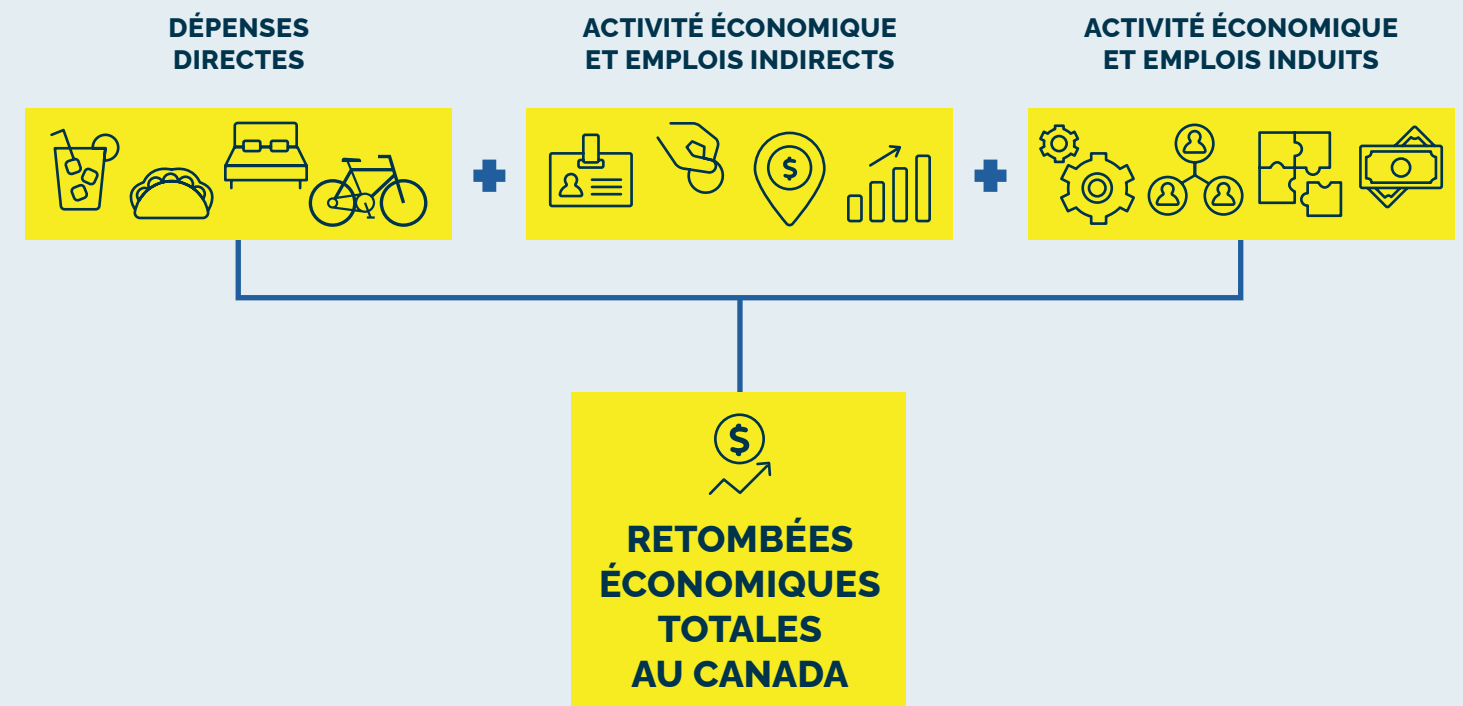 DÉPENSES
DIRECTES
ACTIVITÉ ÉCONOMIQUE
ET EMPLOIS INDIRECTS
ACTIVITÉ ÉCONOMIQUE
ET EMPLOIS INDUITS
$
$
RETOMBÉES
ÉCONOMIQUES
TOTALES
AU CANADA